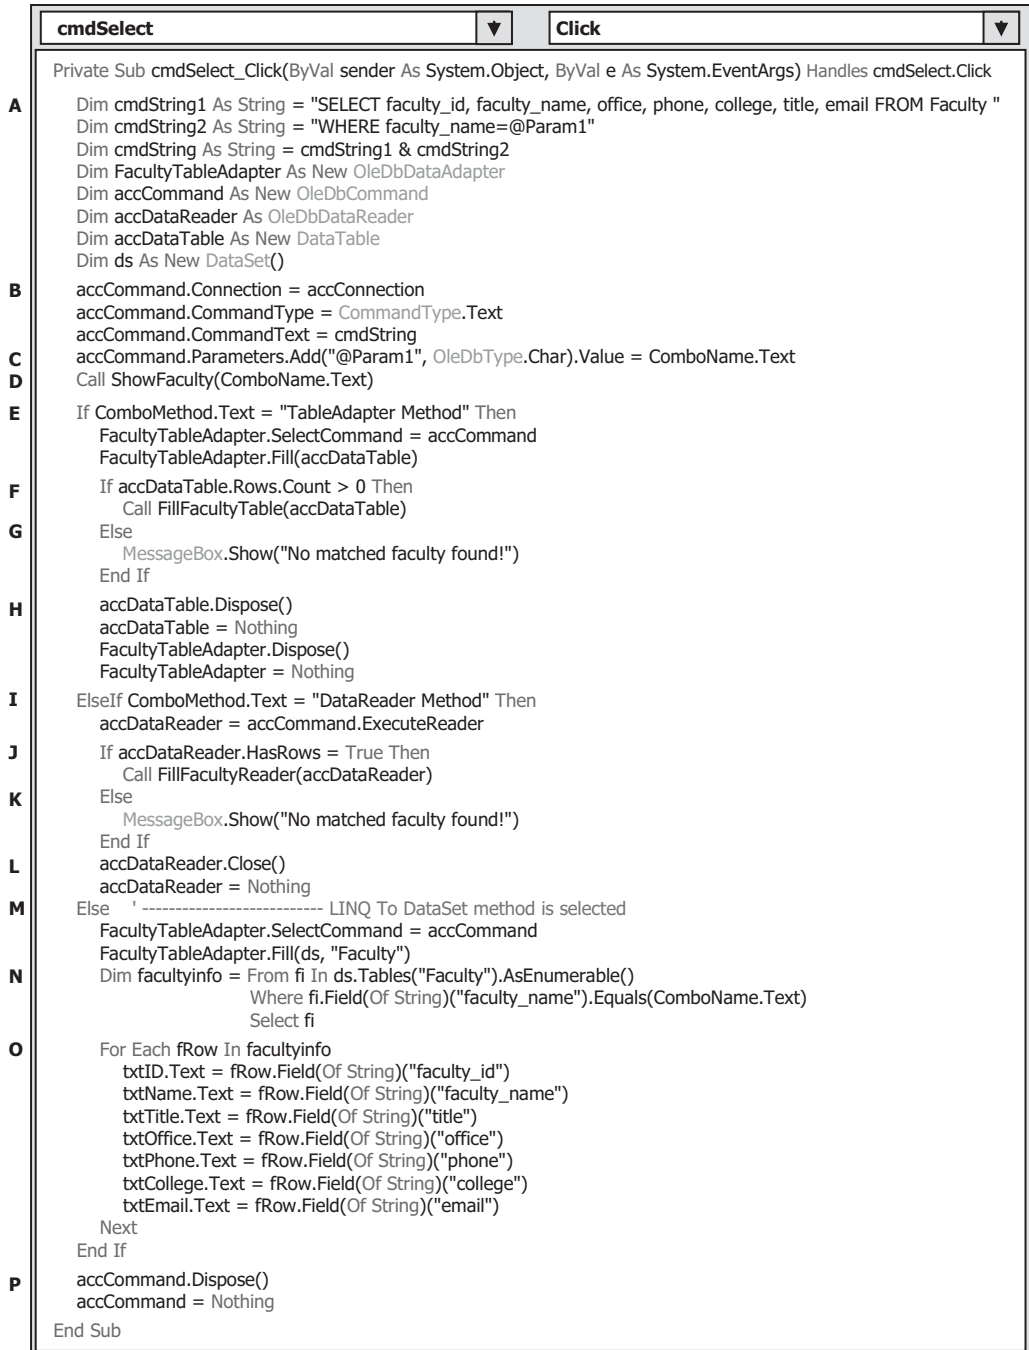 cmdSelect Click
Private Sub cmdSelect_Click(ByVal sender As System.Object, ByVal e As System.EventArgs) Handles cmdSelect.Click
A Dim cmdString1 As String = "SELECT faculty_id, faculty_name, office, phone, college, title, email FROM Faculty "
Dim cmdString2 As String = "WHERE faculty_name=@Param1"
Dim cmdString As String = cmdString1 & cmdString2
Dim FacultyTableAdapter As New OleDbDataAdapter
Dim accCommand As New OleDbCommand
Dim accDataReader As OleDbDataReader
Dim accDataTable As New DataTable
Dim ds As New DataSet()
B accCommand.Connection = accConnection
accCommand.CommandType = CommandType.Text
accCommand.CommandText = cmdString
C accCommand.Parameters.Add("@Param1", OleDbType.Char).Value = ComboName.Text
D Call ShowFaculty(ComboName.Text)
E If ComboMethod.Text = "TableAdapter Method" Then
FacultyTableAdapter.SelectCommand = accCommand
FacultyTableAdapter.Fill(accDataTable)
F If accDataTable.Rows.Count > 0 Then
Call FillFacultyTable(accDataTable)
G Else
MessageBox.Show("No matched faculty found!")
End If
H accDataTable.Dispose()
accDataTable = Nothing
FacultyTableAdapter.Dispose()
FacultyTableAdapter = Nothing
I ElseIf ComboMethod.Text = "DataReader Method" Then
accDataReader = accCommand.ExecuteReader
J If accDataReader.HasRows = True Then
Call FillFacultyReader(accDataReader)
K Else
MessageBox.Show("No matched faculty found!")
End If
L accDataReader.Close()
accDataReader = Nothing
M Else ' --------------------------- LINQ To DataSet method is selected
FacultyTableAdapter.SelectCommand = accCommand
FacultyTableAdapter.Fill(ds, "Faculty")
N Dim facultyinfo = From fi In ds.Tables("Faculty").AsEnumerable()
Where fi.Field(Of String)("faculty_name").Equals(ComboName.Text)
Select fi
O For Each fRow In facultyinfo
txtID.Text = fRow.Field(Of String)("faculty_id")
txtName.Text = fRow.Field(Of String)("faculty_name")
txtTitle.Text = fRow.Field(Of String)("title")
txtOffice.Text = fRow.Field(Of String)("office")
txtPhone.Text = fRow.Field(Of String)("phone")
txtCollege.Text = fRow.Field(Of String)("college")
txtEmail.Text = fRow.Field(Of String)("email")
Next
End If
P accCommand.Dispose()
accCommand = Nothing
End Sub